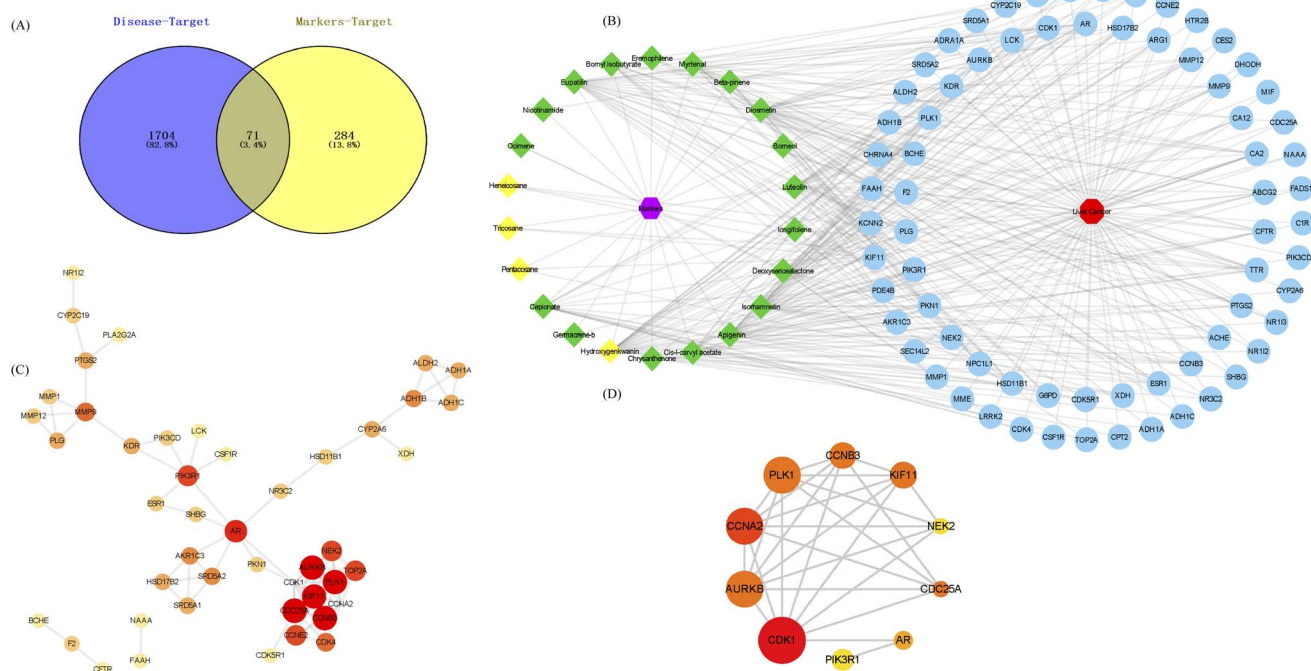 (A)
Disease-Target
Markers-Target
1704
(82.8%)
71
(3.4%)
284
(13.8%)
(B)
Eremophilene
Bornyl isobutyrate
Myrtenal
Eupatilin
Beta-pinene
Nicotinamide
Diosmetin
Ocimene
Borneol
Heneicosane
Luteolin
Tricosane
longifolene
Pentacosane
Deoxysericealactone
Cepionate
Isorhamnetin
Germacrene-b
Apigenin
Hydroxygenkwanin
Cis-l-carvyl acetate
Chrysanthenone
Markers
Liver Cancer
CYP2C19
CCNE2
SRD5A1
CDK1
AR
HSD17B2
HTR2B
ADRA1A
LCK
ARG1
CES2
SRD5A2
AURKB
MMP12
DHODH
ALDH2
KDR
MMP9
MIF
ADH1B
PLK1
CA12
CDC25A
CHRNA4
BCHE
CA2
NAAA
FAAH
F2
ABCG2
FADS1
KCNN2
PLG
CFTR
C1R
KIF11
PIK3R1
TTR
PIK3CD
PDE4B
PKN1
PTGS2
CYP2A6
AKR1C3
NEK2
ACHE
NR1I3
SEC14L2
NPC1L1
CCNB3
NR1I2
MMP1
HSD11B1
ESR1
SHBG
MME
G6PD
CDK5R1
XDH
NR3C2
LRRK2
ADH1C
CDK4
CSF1R
TOP2A
CPT2
ADH1A
(C)
NR1I2
CYP2C19
PLA2G2A
PTGS2
MMP1
MMP9
MMP12
PLG
KDR
PIK3CD
LCK
CSF1R
PIK3R1
ESR1
SHBG
ALDH2
ADH1A
ADH1B
ADH1C
CYP2A6
XDH
HSD11B1
NR3C2
AR
AKR1C3
HSD17B2
SRD5A2
SRD5A1
PKN1
NEK2
AURKB
TOP2A
CDK1
PLK1
KIF11
CDC25A
CCNA2
CCNB3
CCNE2
CDK4
CDK5R1
BCHE
F2
CFTR
NAAA
FAAH
(D)
CCNB3
PLK1
KIF11
CCNA2
NEK2
AURKB
CDC25A
CDK1
AR
PIK3R1